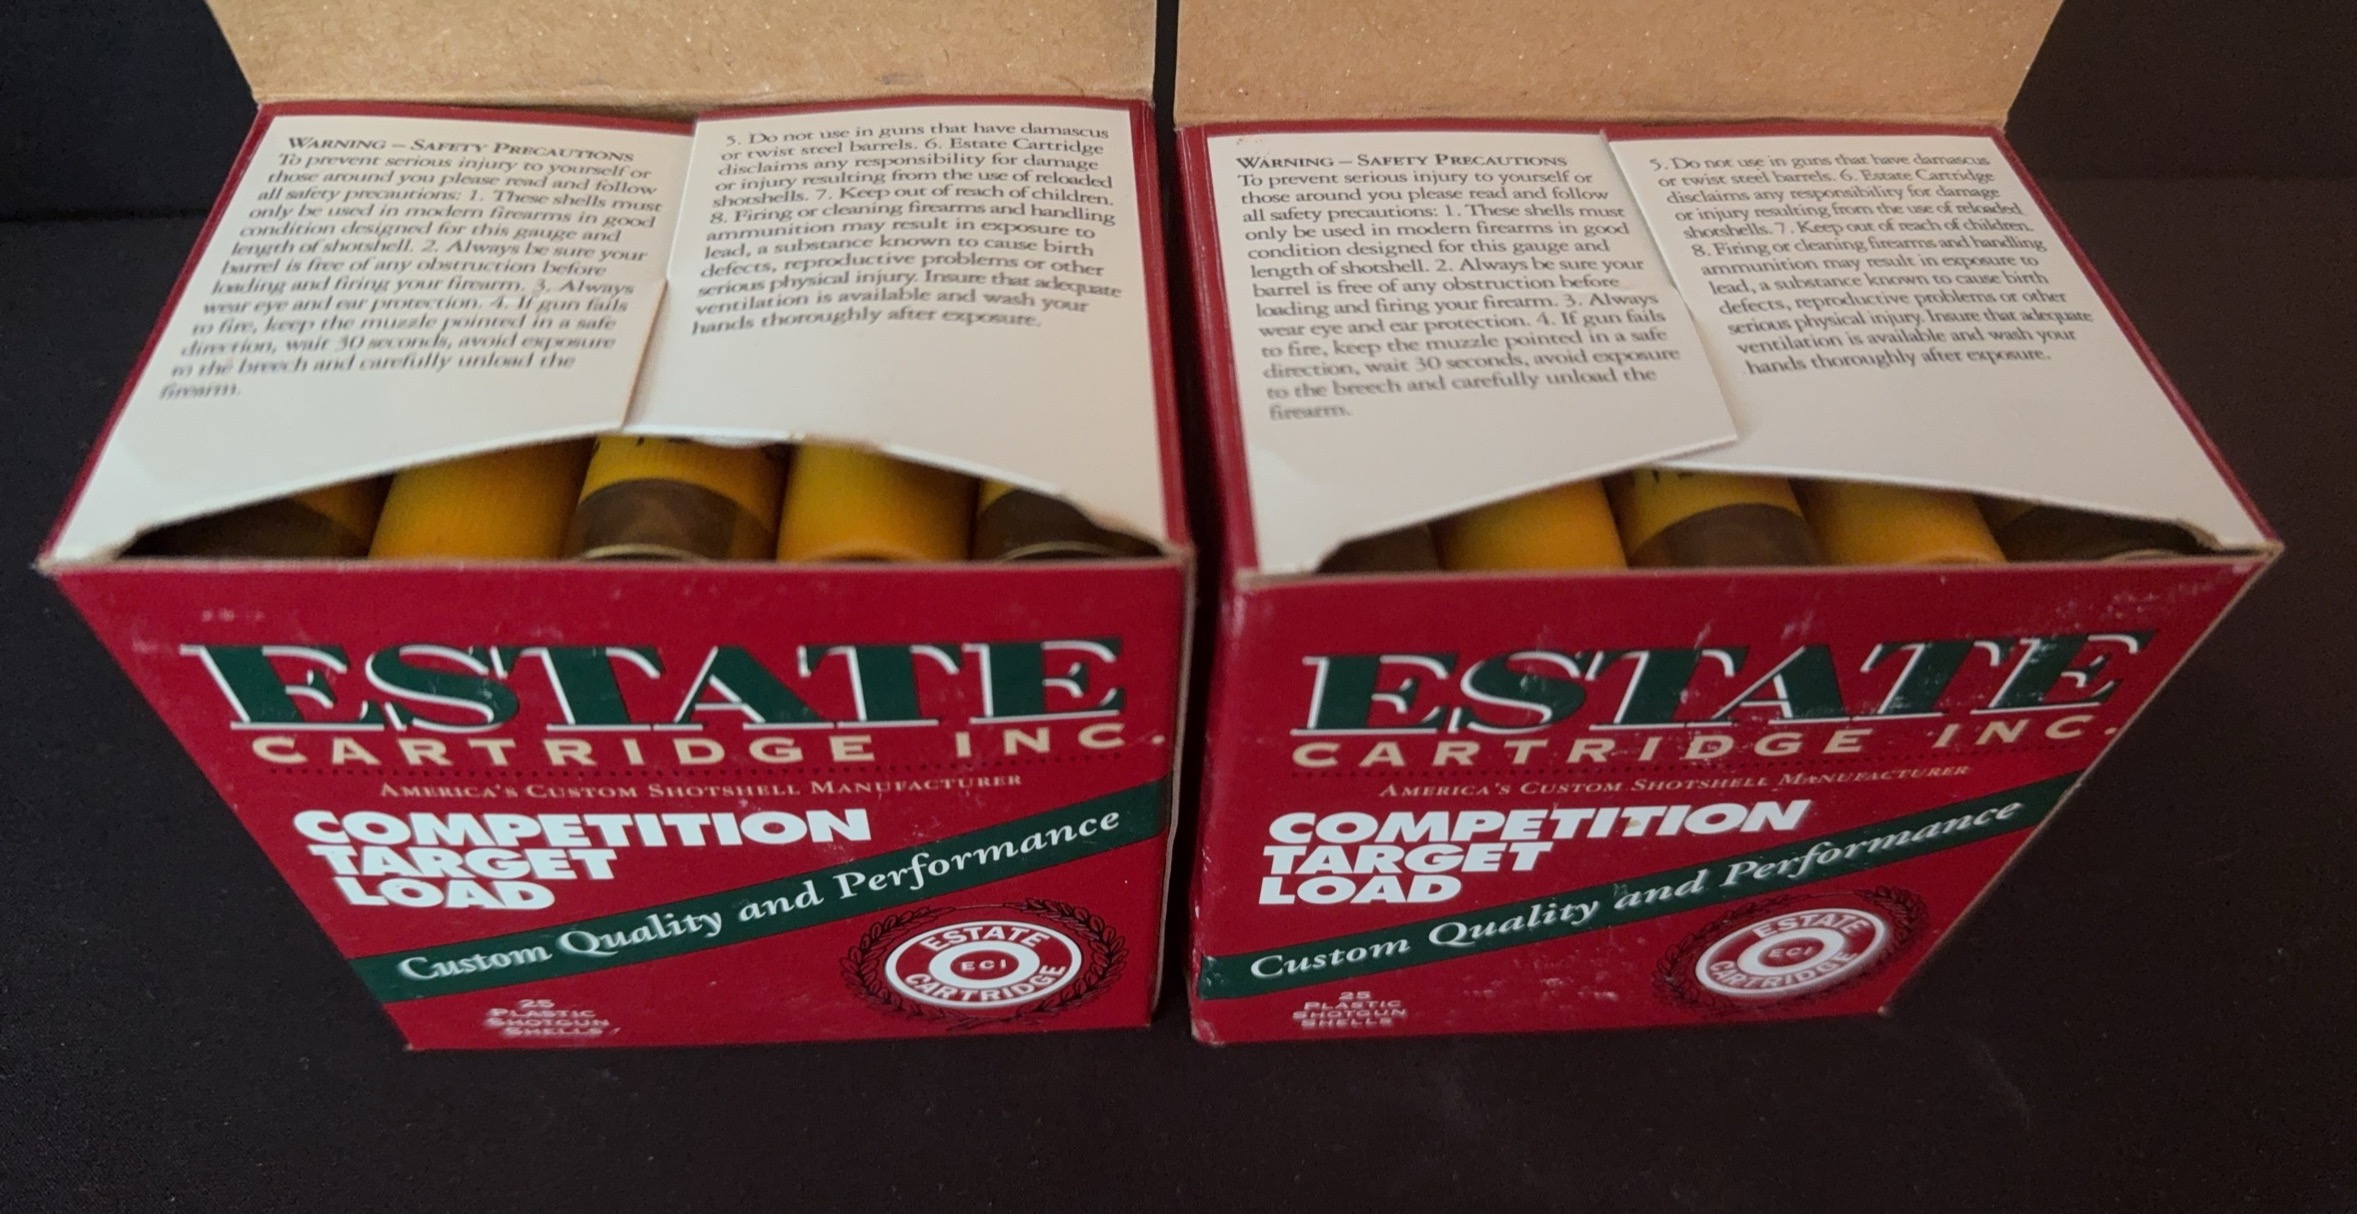 WARNING – SAFETY PRECAUTIONS
To prevent serious injury to yourself or
those around you please read and follow
all safety precautions: 1. These shells must
only be used in modern firearms in good
condition designed for this gauge and
length of shotshell. 2. Always be sure your
barrel is free of any obstruction before
loading and firing your firearm. 3. Always
wear eye and ear protection. 4. If gun fails
to fire, keep the muzzle pointed in a safe
direction, wait 30 seconds, avoid exposure
to the breech and carefully unload the
firearm.
5. Do not use in guns that have damascus
or twist steel barrels. 6. Estate Cartridge
disclaims any responsibility for damage
or injury resulting from the use of reloaded
shotshells. 7. Keep out of reach of children.
8. Firing or cleaning firearms and handling
ammunition may result in exposure to
lead, a substance known to cause birth
defects, reproductive problems or other
serious physical injury. Insure that adequate
ventilation is available and wash your
hands thoroughly after exposure.
ESTATE
CARTRIDGE INC.
AMERICA'S CUSTOM SHOTSHELL MANUFACTURER
COMPETITION
TARGET
LOAD
Custom Quality and Performance
ESTATE
ECI
CARTRIDGE
25
PLASTIC
SHOTGUN
SHELLS
WARNING – SAFETY PRECAUTIONS
To prevent serious injury to yourself or
those around you please read and follow
all safety precautions: 1. These shells must
only be used in modern firearms in good
condition designed for this gauge and
length of shotshell. 2. Always be sure your
barrel is free of any obstruction before
loading and firing your firearm. 3. Always
wear eye and ear protection. 4. If gun fails
to fire, keep the muzzle pointed in a safe
direction, wait 30 seconds, avoid exposure
to the breech and carefully unload the
firearm.
5. Do not use in guns that have damascus
or twist steel barrels. 6. Estate Cartridge
disclaims any responsibility for damage
or injury resulting from the use of reloaded
shotshells. 7. Keep out of reach of children.
8. Firing or cleaning firearms and handling
ammunition may result in exposure to
lead, a substance known to cause birth
defects, reproductive problems or other
serious physical injury. Insure that adequate
ventilation is available and wash your
hands thoroughly after exposure.
ESTATE
CARTRIDGE INC.
AMERICA'S CUSTOM SHOTSHELL MANUFACTURER
COMPETITION
TARGET
LOAD
Custom Quality and Performance
ESTATE
ECI
CARTRIDGE
25
PLASTIC
SHOTGUN
SHELLS